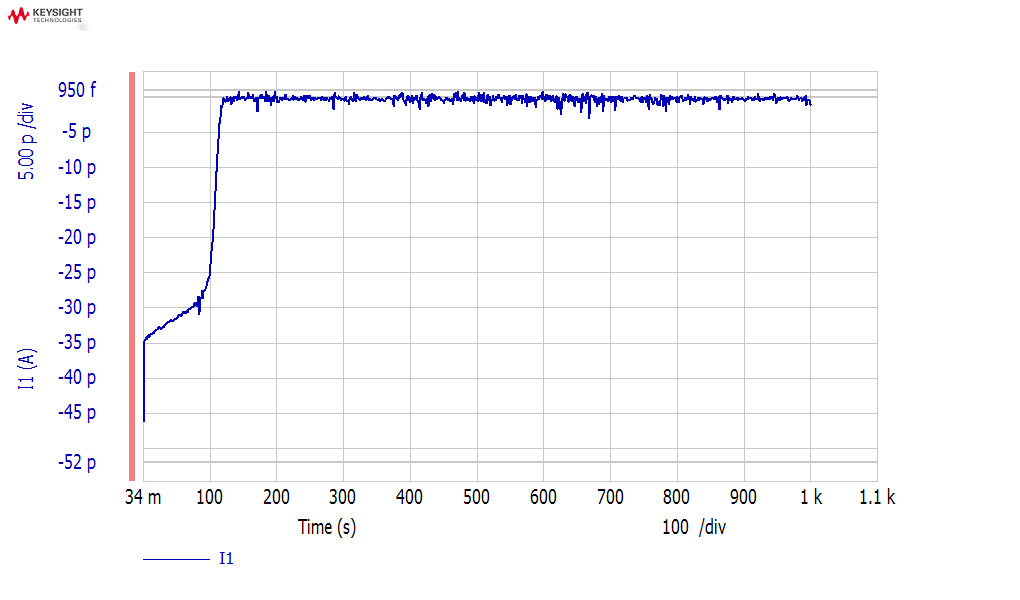 KEYSIGHT
TECHNOLOGIES
5.00 p /div
I1 (A)
950 f
-5 p
-10 p
-15 p
-20 p
-25 p
-30 p
-35 p
-40 p
-45 p
-52 p
34 m 100 200 300 400 500 600 700 800 900 1 k 1.1 k
Time (s) 100 /div
I1